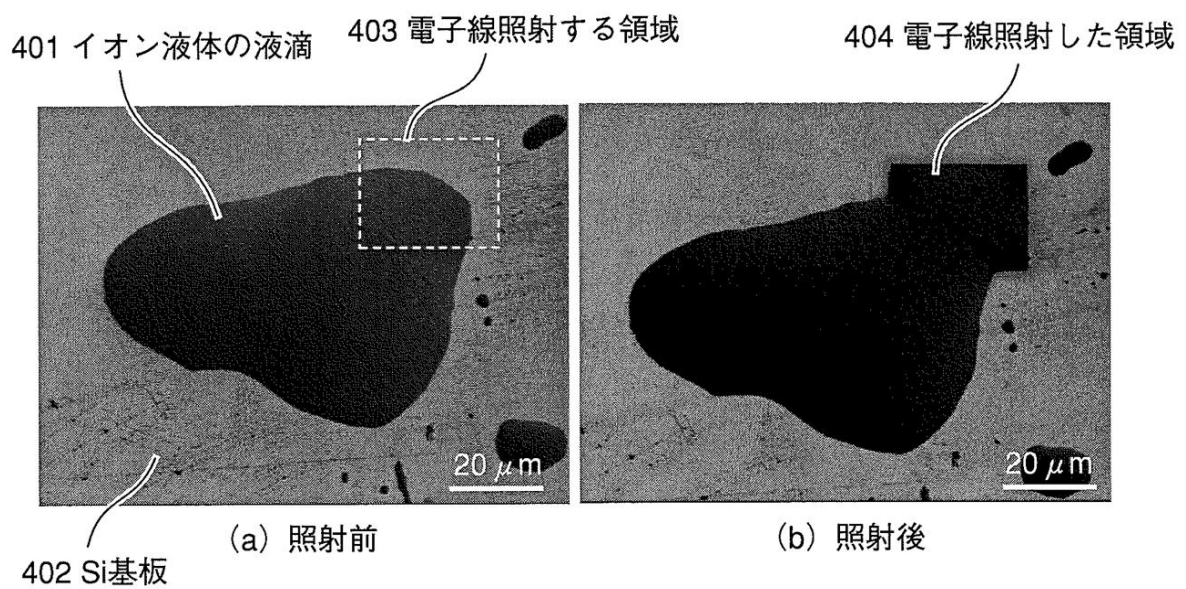 401 イオン液体の液滴
403 電子線照射する領域
404 電子線照射した領域
20 μm
20 μm
(a) 照射前
(b) 照射後
402 Si基板